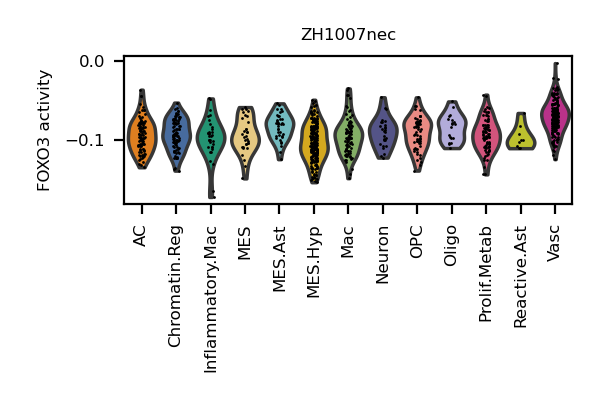 ZH1007nec
FOXO3 activity
0.0
−0.1
AC
Chromatin.Reg
Inflammatory.Mac
MES
MES.Ast
MES.Hyp
Mac
Neuron
OPC
Oligo
Prolif.Metab
Reactive.Ast
Vasc